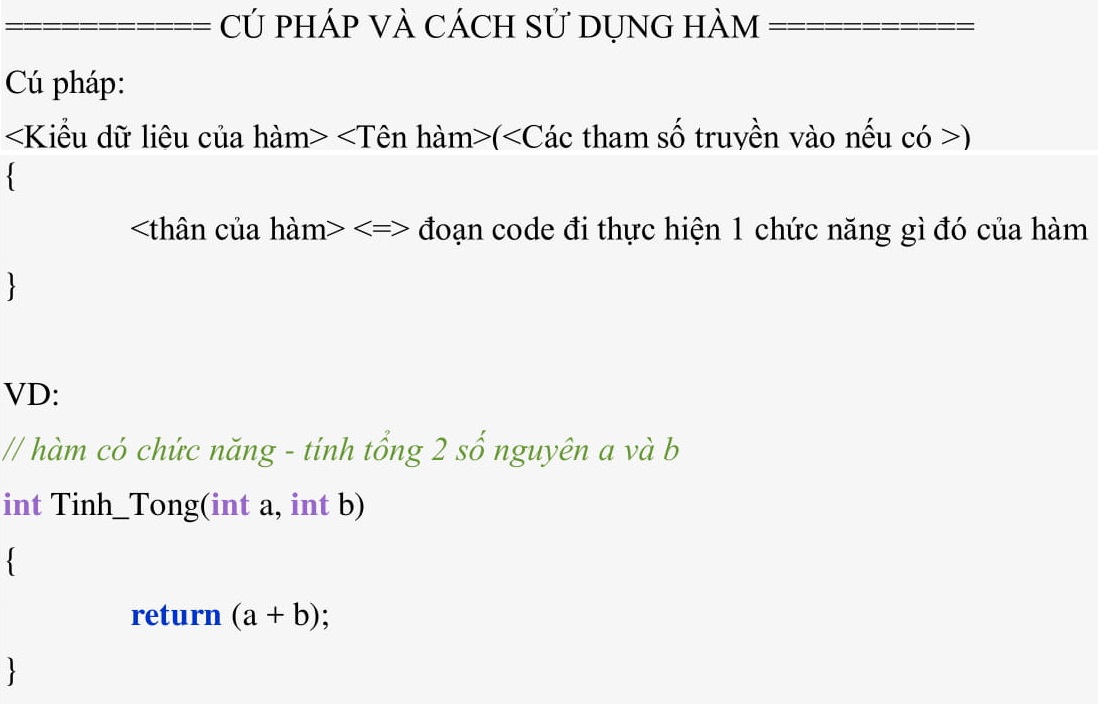 =========== CÚ PHÁP VÀ CÁCH SỬ DỤNG HÀM ===========
Cú pháp:
<Kiểu dữ liệu của hàm> <Tên hàm>(<Các tham số truyền vào nếu có >)
{
<thân của hàm> <=> đoạn code đi thực hiện 1 chức năng gì đó của hàm
}
VD:
// hàm có chức năng - tính tổng 2 số nguyên a và b
int Tinh_Tong(int a, int b)
{
return (a + b);
}